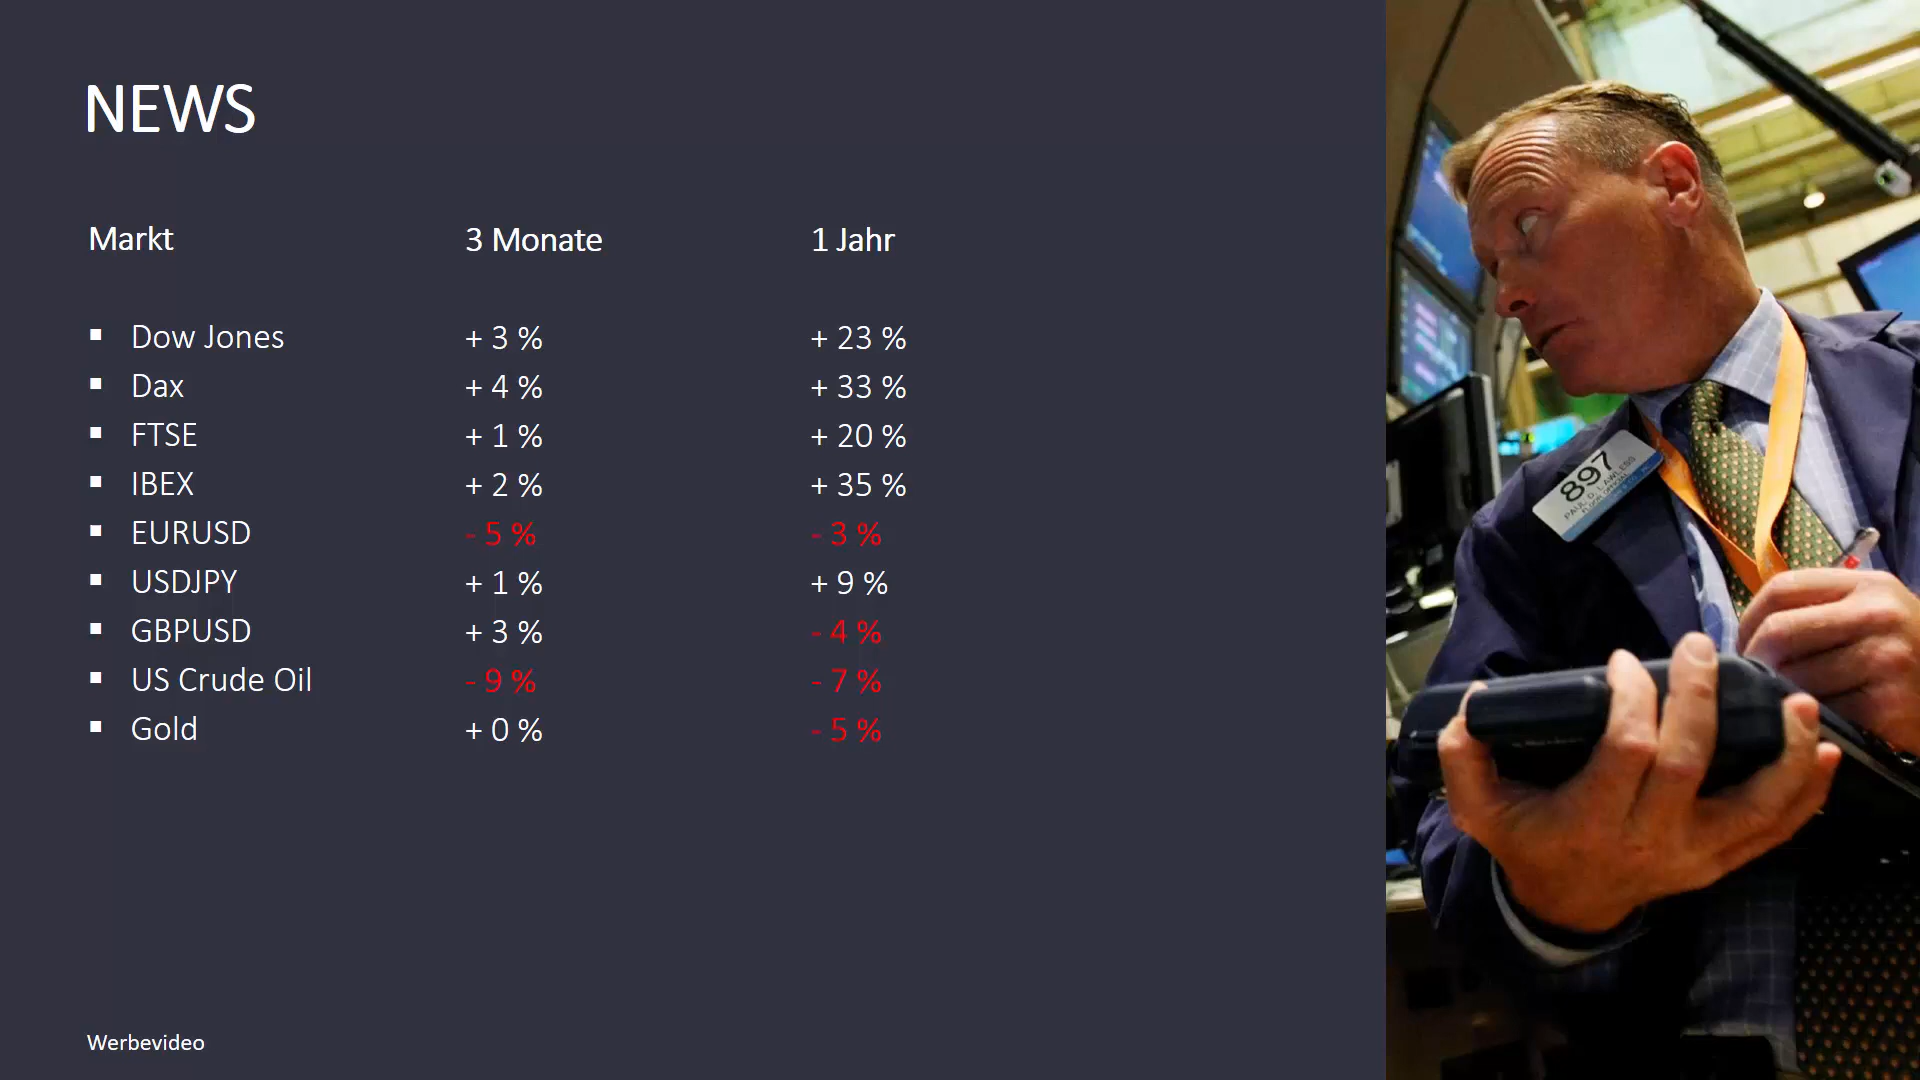 NEWS
Markt 3 Monate 1 Jahr
▪ Dow Jones + 3 % + 23 %
▪ Dax + 4 % + 33 %
▪ FTSE + 1 % + 20 %
▪ IBEX + 2 % + 35 %
▪ EURUSD - 5 % - 3 %
▪ USDJPY + 1 % + 9 %
▪ GBPUSD + 3 % - 4 %
▪ US Crude Oil - 9 % - 7 %
▪ Gold + 0 % - 5 %
Werbevideo
897
PAUL D. LAWLESS